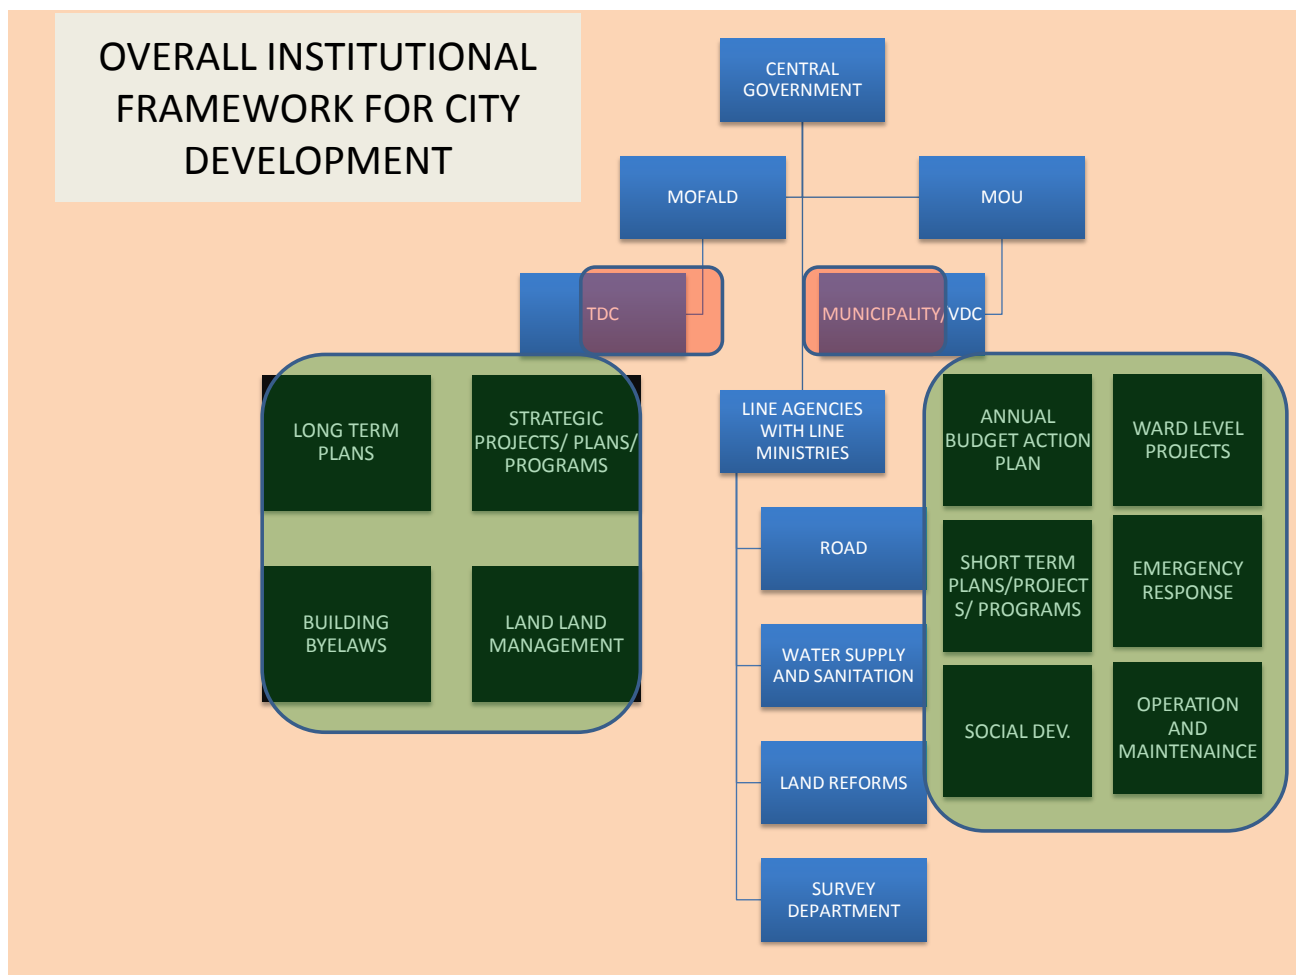 OVERALL INSTITUTIONAL
FRAMEWORK FOR CITY
DEVELOPMENT
CENTRAL
GOVERNMENT
MOFALD
MOU
TDC
MUNICIPALITY/VDC
LONG TERM
PLANS
STRATEGIC
PROJECTS/ PLANS/
PROGRAMS
BUILDING
BYELAWS
LAND LAND
MANAGEMENT
LINE AGENCIES
WITH LINE
MINISTRIES
ROAD
WATER SUPPLY
AND SANITATION
LAND REFORMS
SURVEY
DEPARTMENT
ANNUAL
BUDGET ACTION
PLAN
WARD LEVEL
PROJECTS
SHORT TERM
PLANS/PROJECT
S/ PROGRAMS
EMERGENCY
RESPONSE
SOCIAL DEV.
OPERATION
AND
MAINTENAINCE